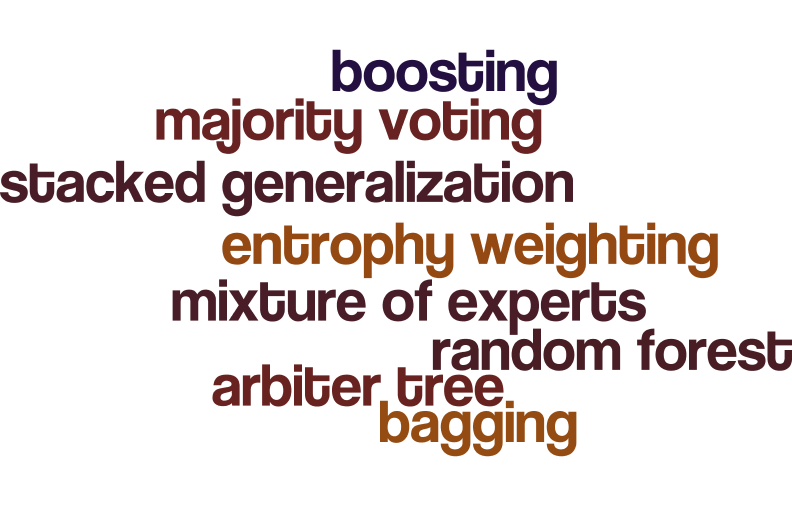 boosting
majority voting
stacked generalization
entrophy weighting
mixture of experts
random forest
arbiter tree
bagging